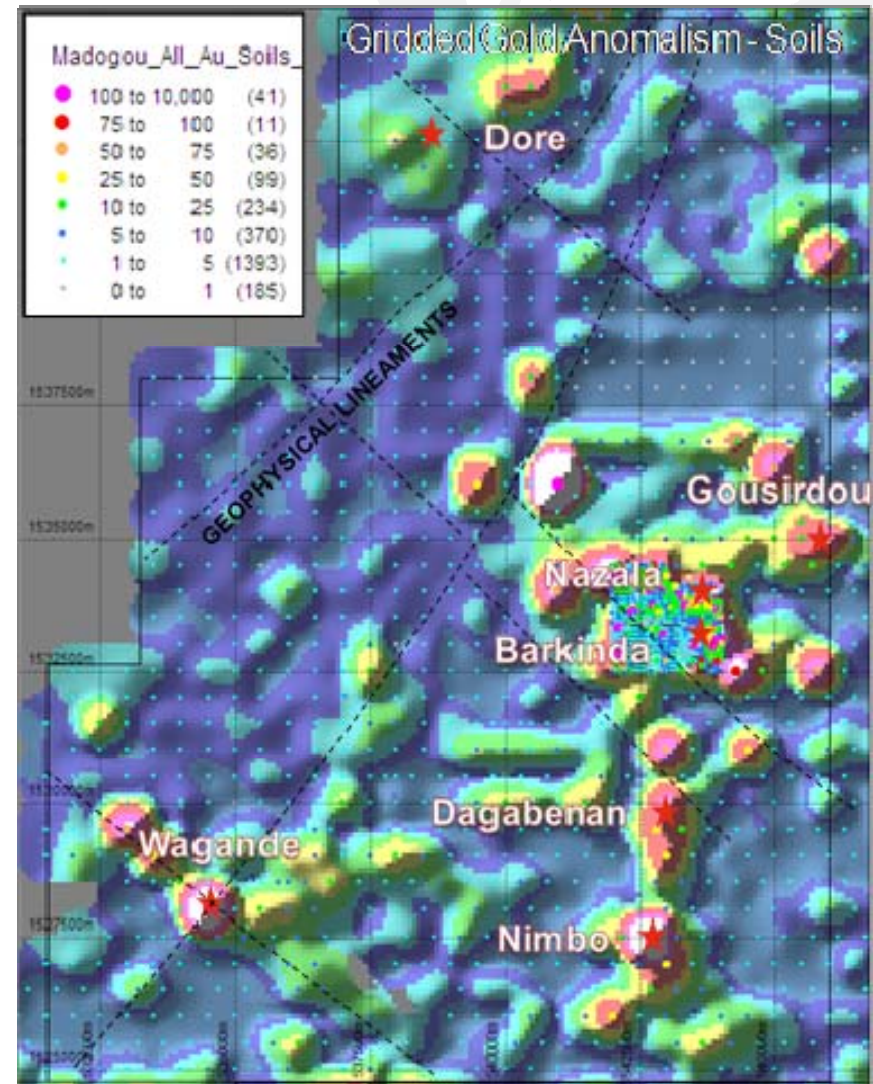 Gridded Gold Anomalism - Soils
Madogou_All_Au_Soils_
100 to 10,000 (41)
75 to 100 (11)
50 to 75 (36)
25 to 50 (99)
10 to 25 (234)
5 to 10 (370)
1 to 5 (1393)
0 to 1 (185)
Dore
GEOPHYSICAL LINEAMENTS
1537500m
Gousirdou
1535000m
Nazala
Barkinda
1532500m
1530000m
Dagabenan
Wagande
1527500m
Nimbo
1525000m